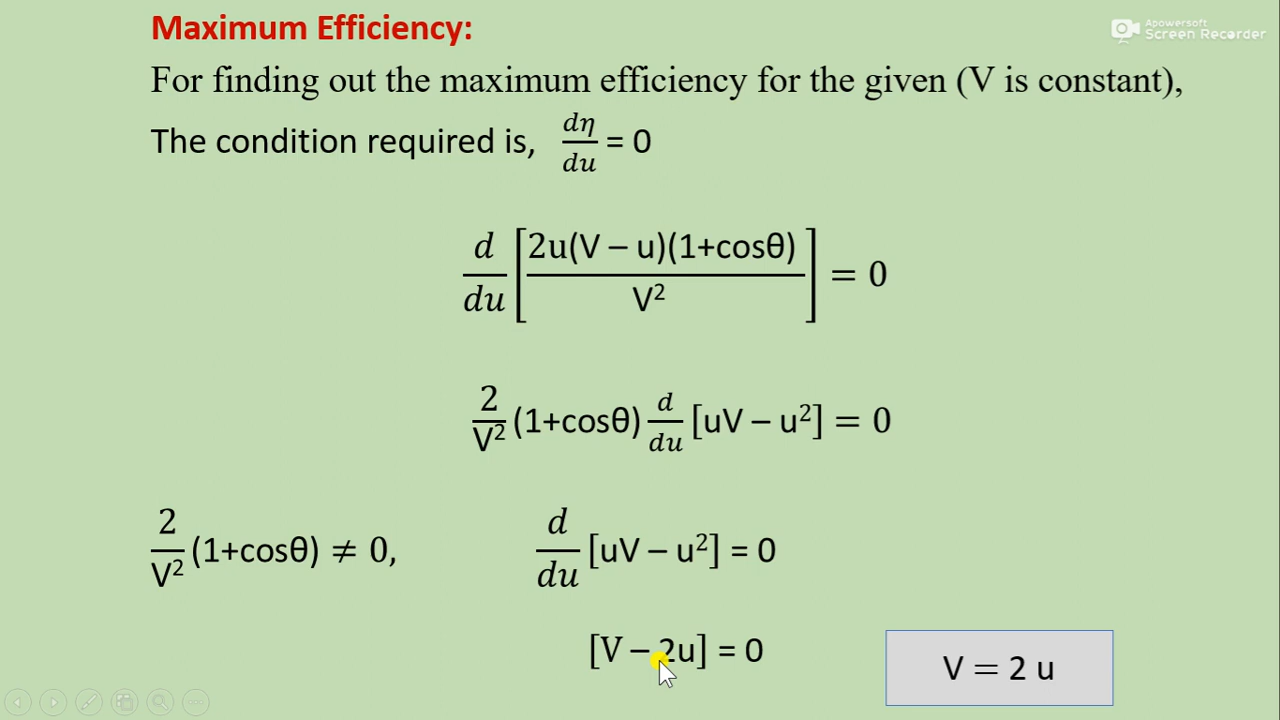 Apowersoft
Screen Recorder
Maximum Efficiency:
For finding out the maximum efficiency for the given (V is constant),
The condition required is, dη/du = 0
d/du [2u(V – u)(1+cosθ)/V²] = 0
2/V² (1+cosθ) d/du [uV – u²] = 0
2/V² (1+cosθ) ≠ 0, d/du [uV – u²] = 0
[V – 2u] = 0
V = 2 u